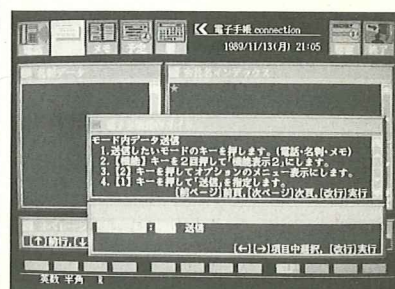 電子手帳 connection
1989/11/13(月) 21:05
メモ
モード内データ送信
1. 送信したいモードのキーを押します。(電話・名刺・メモ)
2. 【機能】キーを2回押して「機能表示2」にします。
3. 【2】キーを押してオプションのメニュー表示にします。
4. 【1】キーを押して「送信」を指定します。
[前ページ]前頁,[次ページ]次頁,[改行]実行
: 送信
[↑]前行,[↓
[←][→]項目中選択, [改行]実行
英数 半角 R